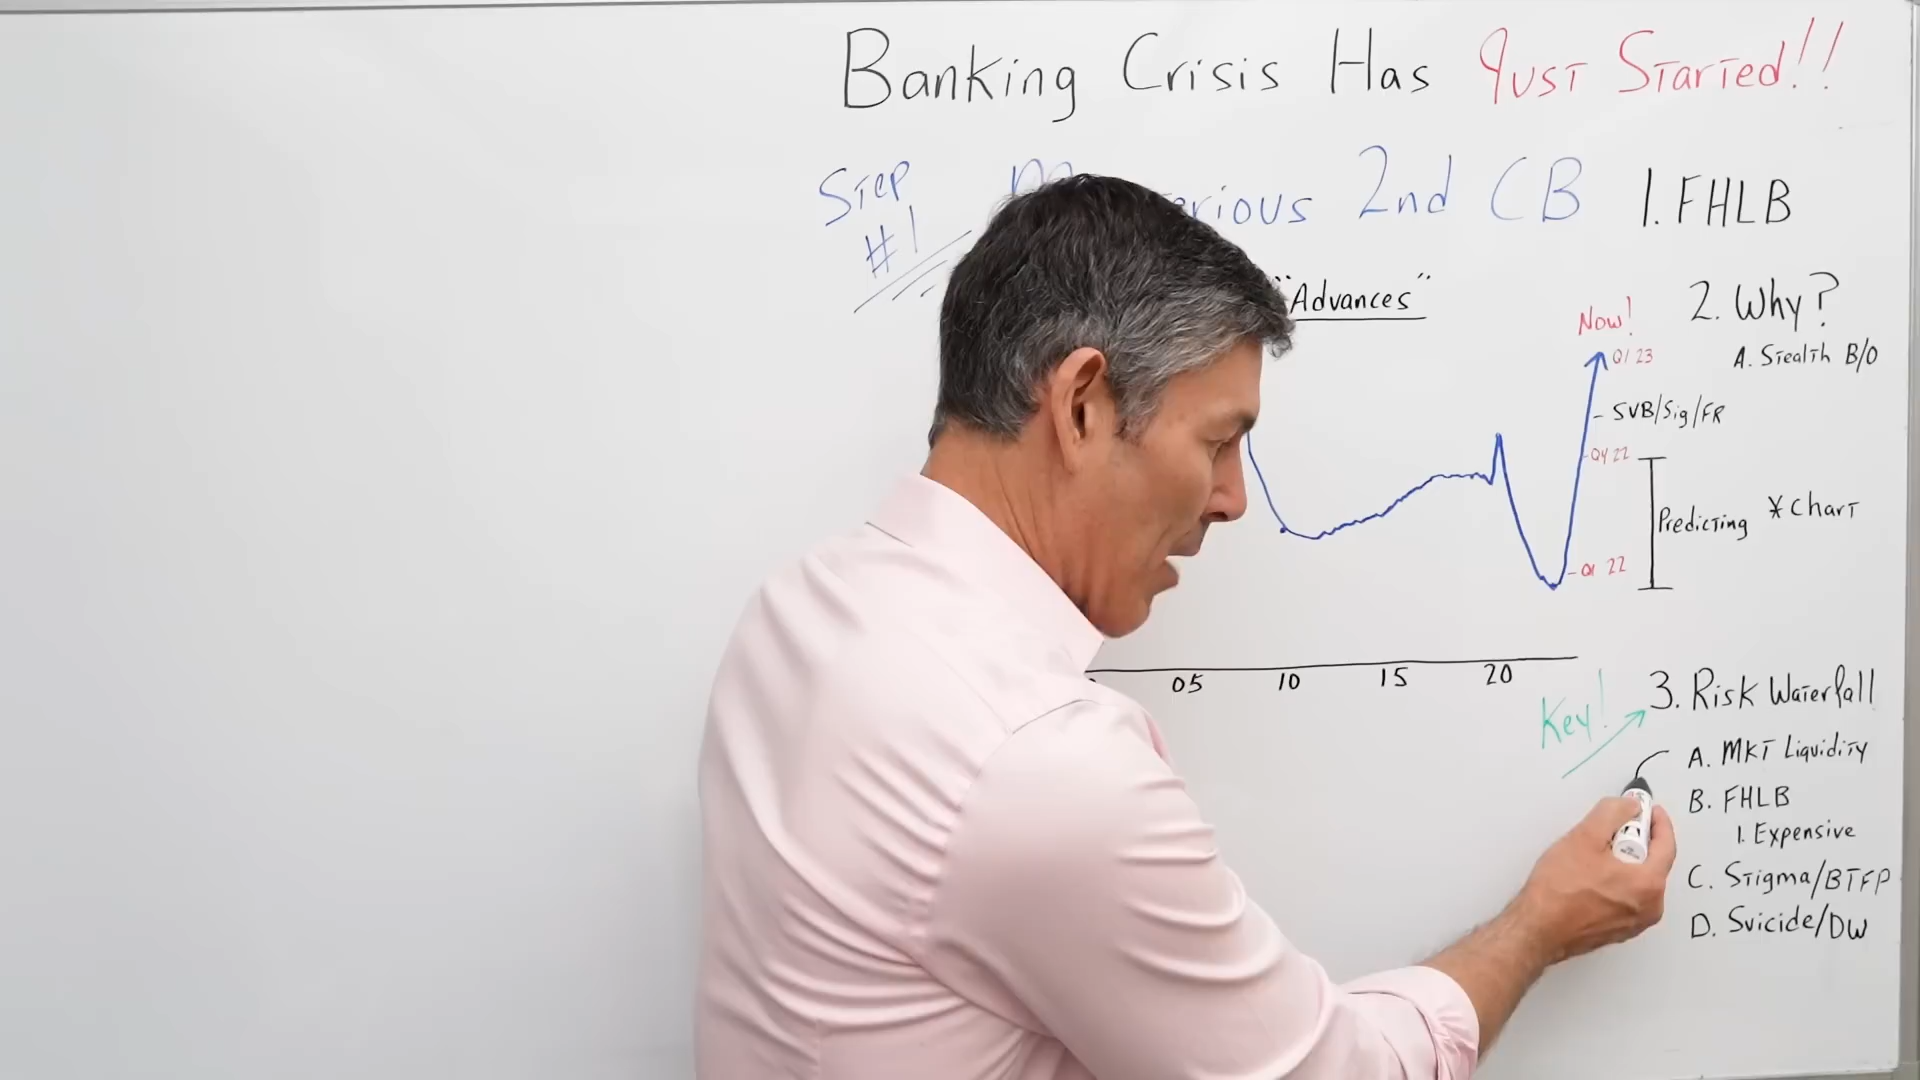 Banking Crisis Has Just Started!!
Step #1
2nd CB
1. FHLB
"Advances"
2. Why?
A. Stealth B/O
Now!
Q1 23
- SVB/Sig/FR
-Q4 22
Predicting * Chart
-Q1 22
05 10 15 20
Key!
3. Risk Waterfall
A. MKT Liquidity
B. FHLB
1. Expensive
C. Stigma/BTFP
D. Suicide/DW